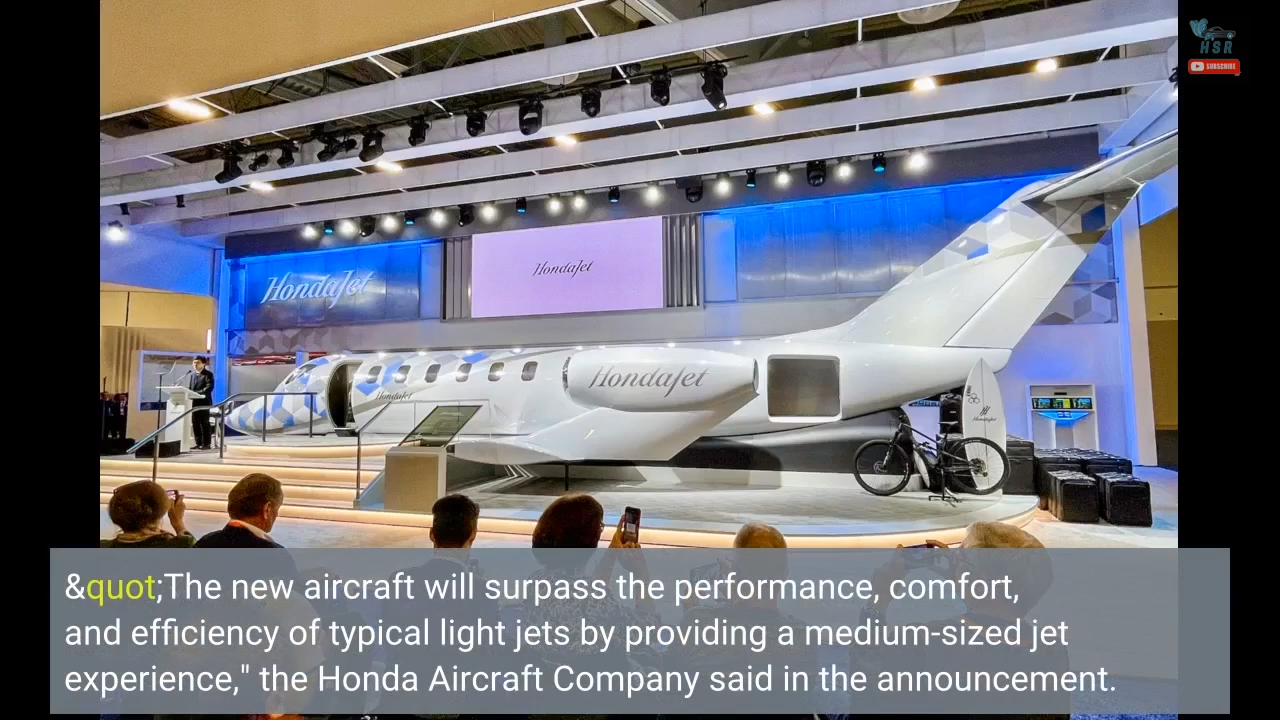 HSR
SUBSCRIBE
HondaJet
HondaJet
HondaJet
HondaJet
HondaJet
&quot;The new aircraft will surpass the performance, comfort,
and efficiency of typical light jets by providing a medium-sized jet
experience," the Honda Aircraft Company said in the announcement.